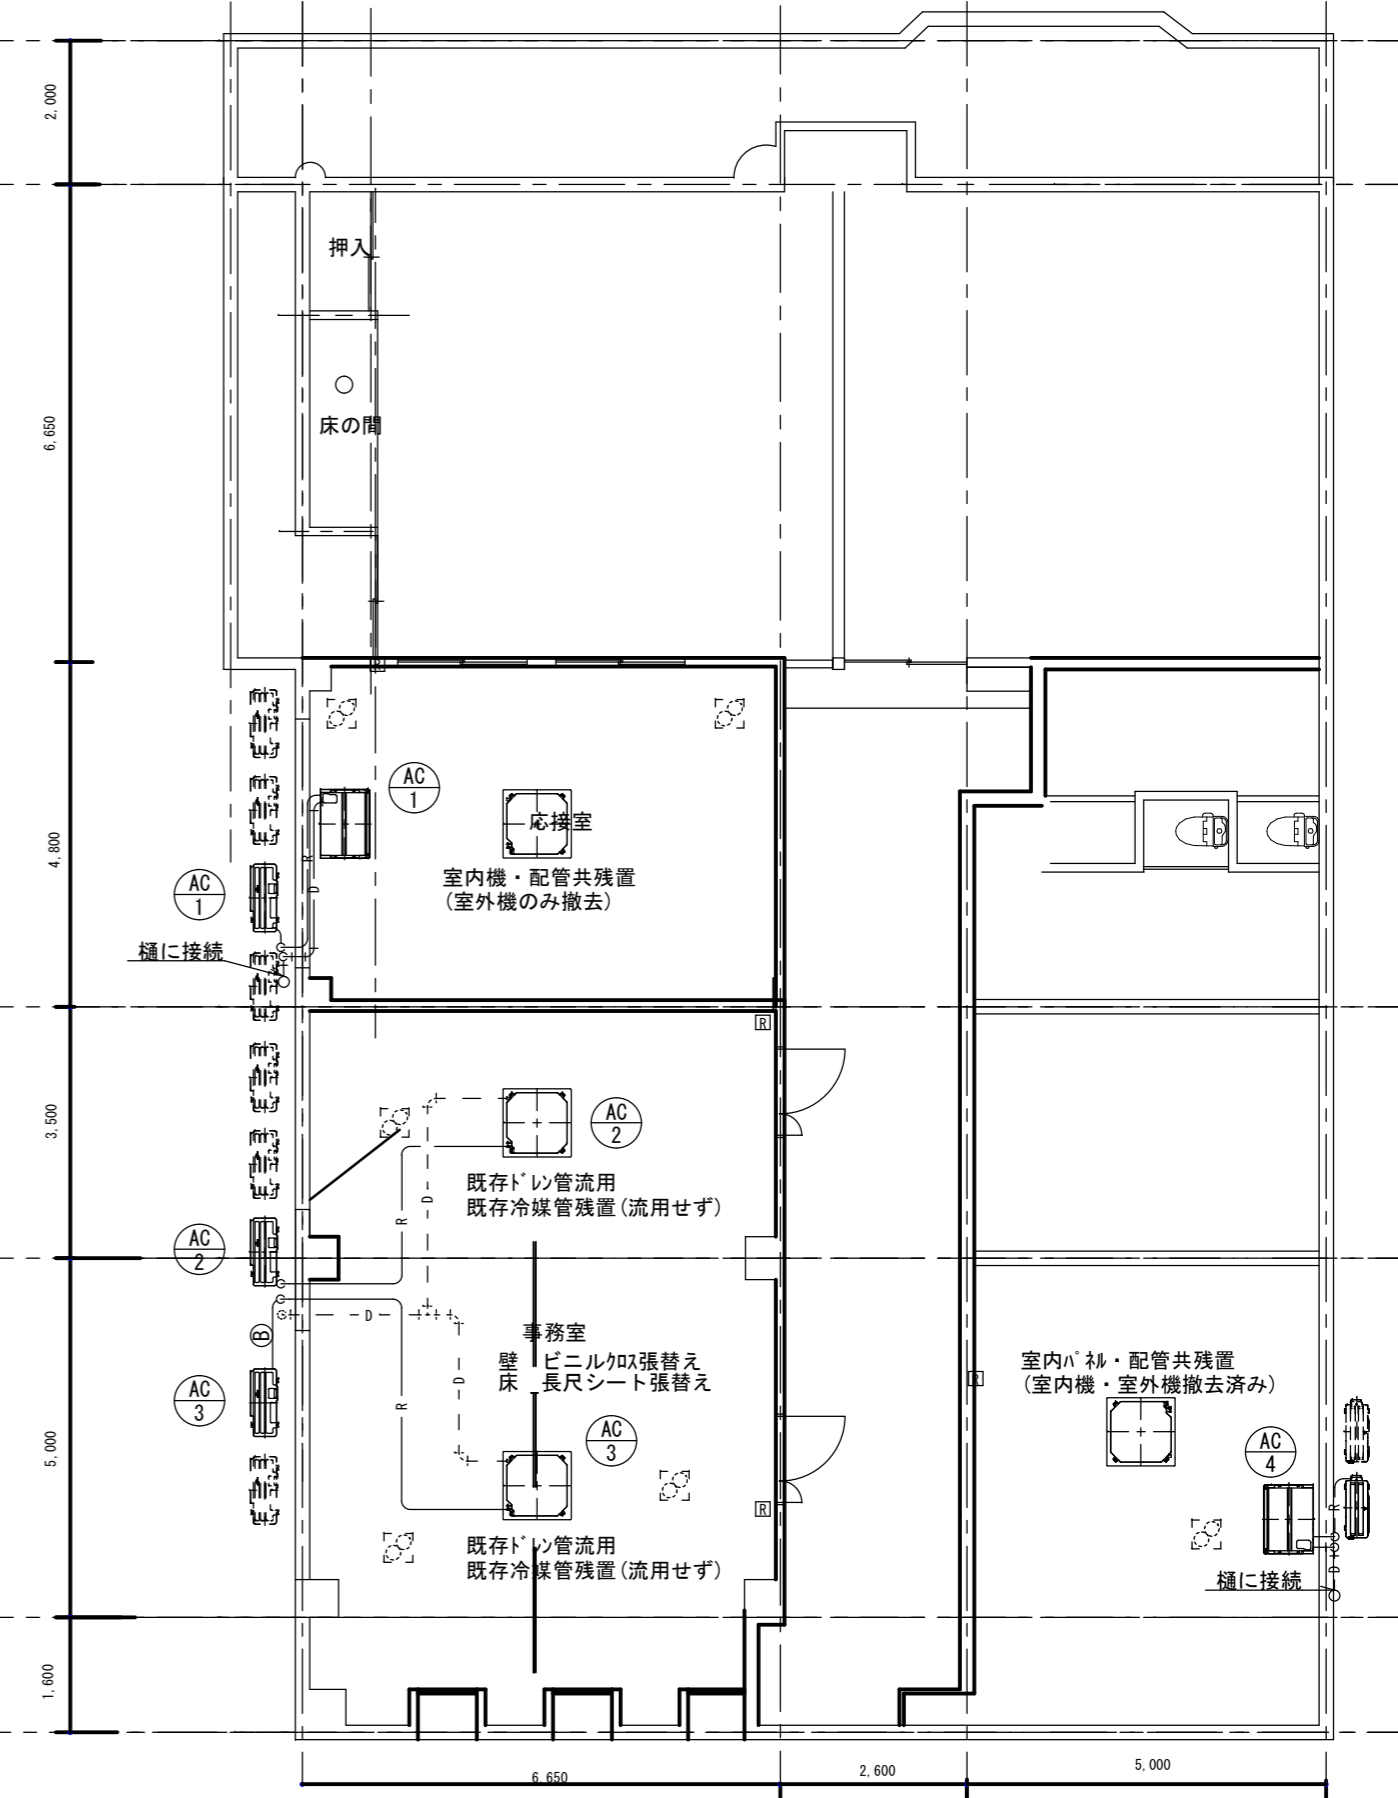 2,000
押入
6,650
床の間
AC
1
応接室
4,800
室内機・配管共残置
(室外機のみ撤去)
AC
1
R
D
樋に接続
R
3,500
AC
2
既存ﾄﾞﾚﾝ管流用
既存冷媒管残置(流用せず)
D
R
AC
2
D
B
事務室
壁 ビニルｸﾛｽ張替え
床 長尺シート張替え
室内ﾊﾟﾈﾙ・配管共残置
(室内機・室外機撤去済み)
R
AC
3
D
R
5,000
AC
3
AC
4
R
R
既存ﾄﾞﾚﾝ管流用
既存冷媒管残置(流用せず)
D
樋に接続
1,600
6,650
2,600
5,000